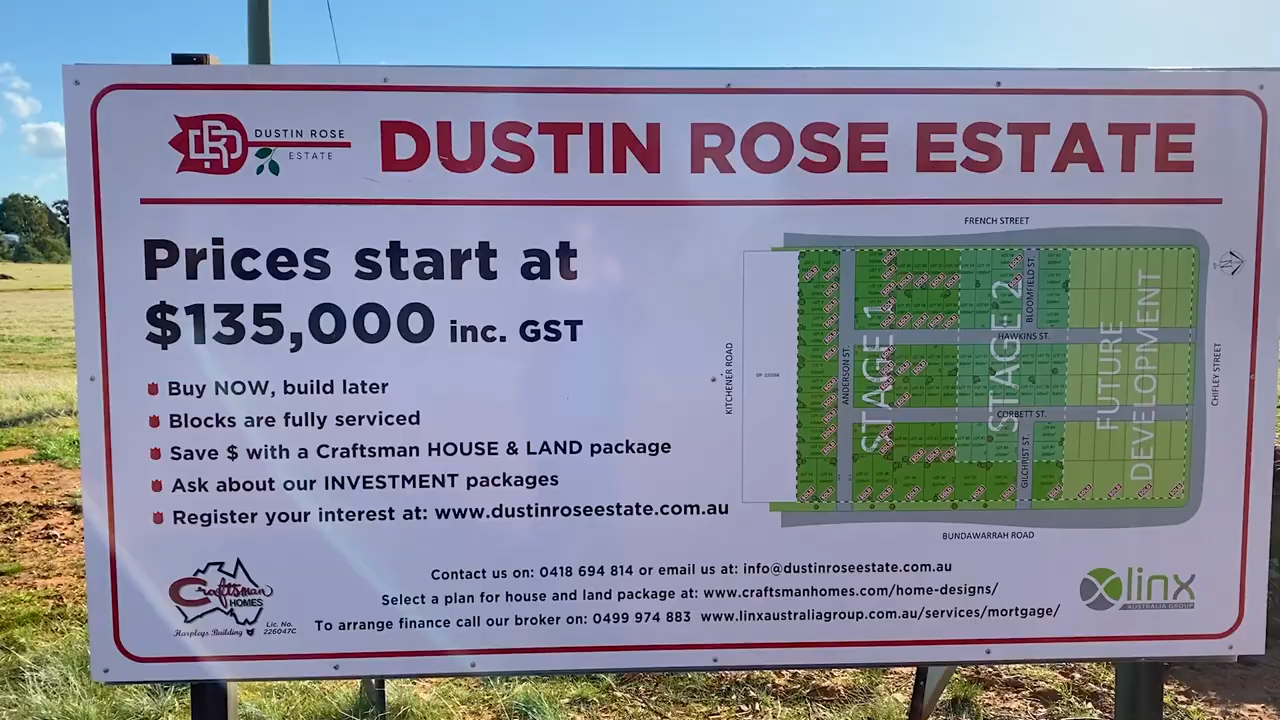 DUSTIN ROSE
ESTATE
DUSTIN ROSE ESTATE
Prices start at
$135,000 inc. GST
Buy NOW, build later
Blocks are fully serviced
Save $ with a Craftsman HOUSE & LAND package
Ask about our INVESTMENT packages
Register your interest at: www.dustinroseestate.com.au
FRENCH STREET
KITCHENER ROAD
ANDERSON ST.
STAGE 1
STAGE 2
BLOOMFIELD ST.
HAWKINS ST.
CORBETT ST.
GILCHRIST ST.
FUTURE
DEVELOPMENT
CHIFLEY STREET
BUNDAWARRAH ROAD
Craftsman
HOMES
Harpleys Building
Lic. No.
226047C
Contact us on: 0418 694 814 or email us at: info@dustinroseestate.com.au
Select a plan for house and land package at: www.craftsmanhomes.com/home-designs/
To arrange finance call our broker on: 0499 974 883 www.linxaustraliagroup.com.au/services/mortgage/
linx
AUSTRALIA GROUP